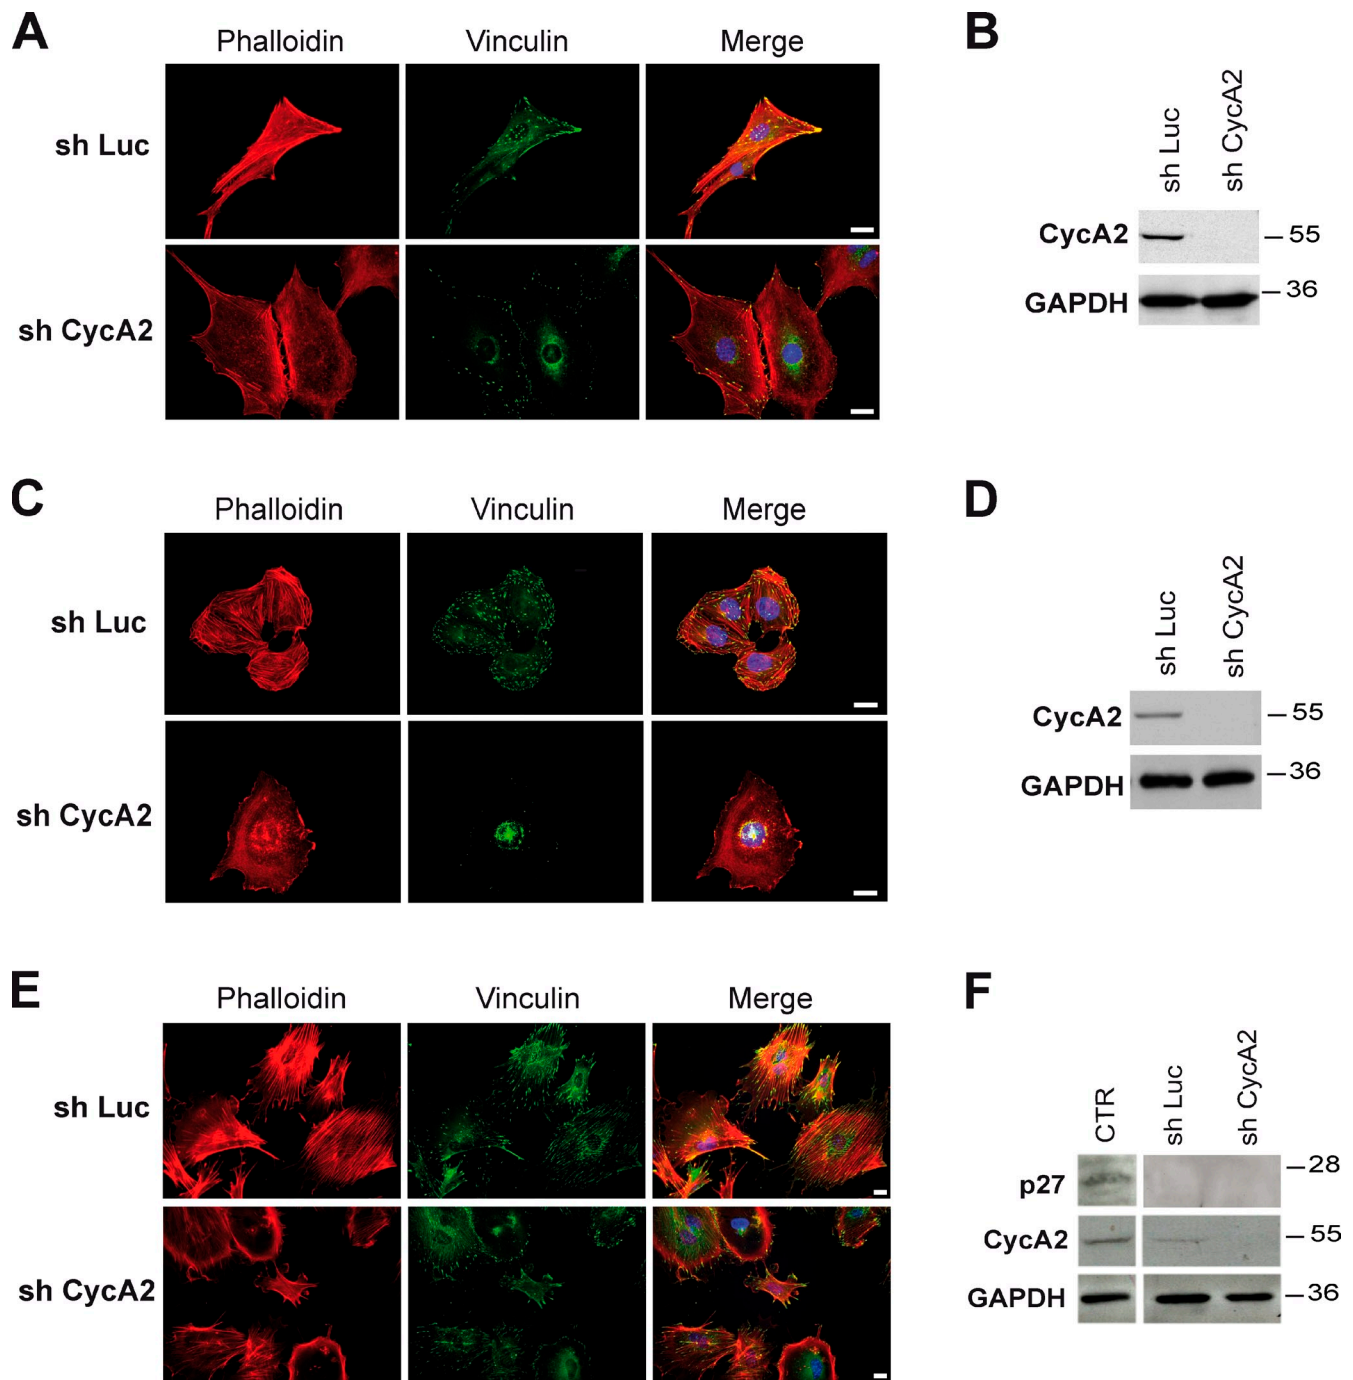 A
Phalloidin Vinculin Merge
sh Luc
sh CycA2
B
sh Luc
sh CycA2
CycA2 55
GAPDH 36
C
Phalloidin Vinculin Merge
sh Luc
sh CycA2
D
sh Luc
sh CycA2
CycA2 55
GAPDH 36
E
Phalloidin Vinculin Merge
sh Luc
sh CycA2
F
CTR
sh Luc
sh CycA2
p27 28
CycA2 55
GAPDH 36